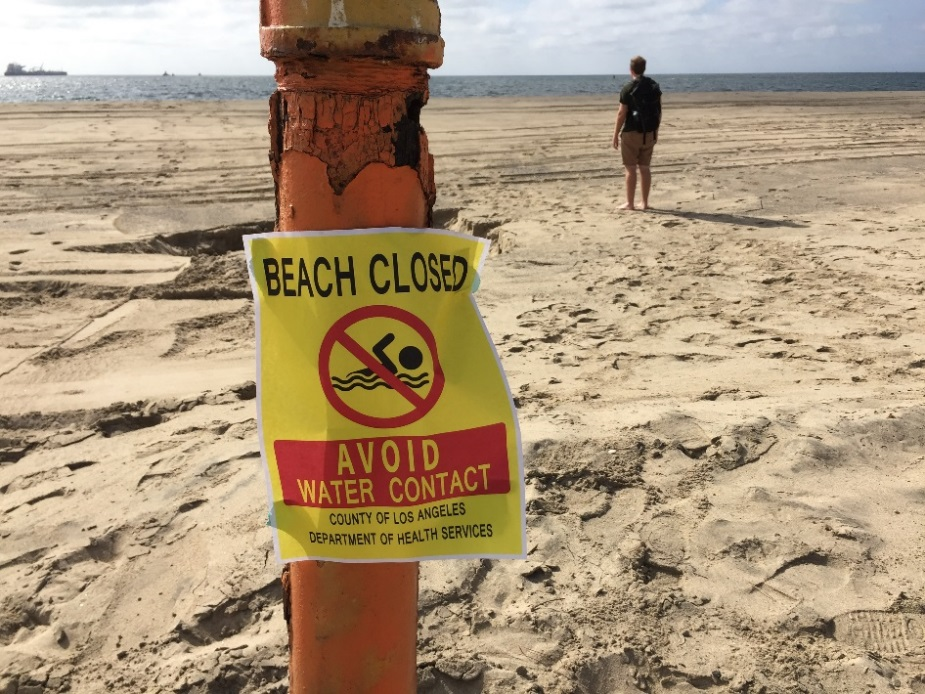 BEACH CLOSED
AVOID
WATER CONTACT
COUNTY OF LOS ANGELES
DEPARTMENT OF HEALTH SERVICES